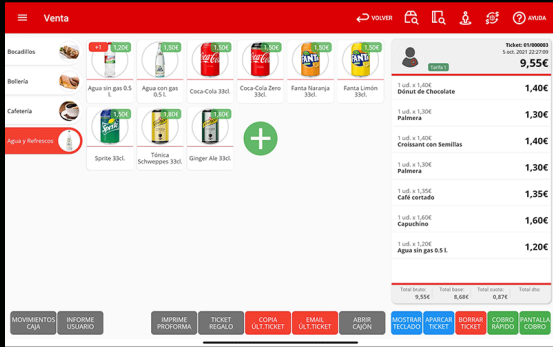 Venta
VOLVER
AYUDA
Bocadillos
Bollería
Cafetería
Agua y Refrescos
+1 1,20€
1,50€
1,50€
1,50€
1,50€
1,50€
Agua sin gas 0.5 l.
Agua con gas 0.5 l.
Coca-Cola 33cl.
Coca-Cola Zero 33cl.
Fanta Naranja 33cl.
Fanta Limón 33cl.
1,50€
1,80€
1,80€
Sprite 33cl.
Tónica Schweppes 33cl.
Ginger Ale 33cl.
Ticket: 01/000003
5 oct. 2021 22:27:09
Tarifa 1
9,55€
1 ud. x 1,40€
Dónut de Chocolate
1,40€
1 ud. x 1,30€
Palmera
1,30€
1 ud. x 1,40€
Croissant con Semillas
1,40€
1 ud. x 1,30€
Palmera
1,30€
1 ud. x 1,35€
Café cortado
1,35€
1 ud. x 1,60€
Capuchino
1,60€
1 ud. x 1,20€
Agua sin gas 0.5 l.
1,20€
Total bruto: Total base: Total cuota: Total dto:
9,55€ 8,68€ 0,87€
MOVIMIENTOS CAJA
INFORME USUARIO
IMPRIME PROFORMA
TICKET REGALO
COPIA ÚLT.TICKET
EMAIL ÚLT.TICKET
ABRIR CAJÓN
MOSTRAR TECLADO
APARCAR TICKET
BORRAR TICKET
COBRO RÁPIDO
PANTALLA COBRO